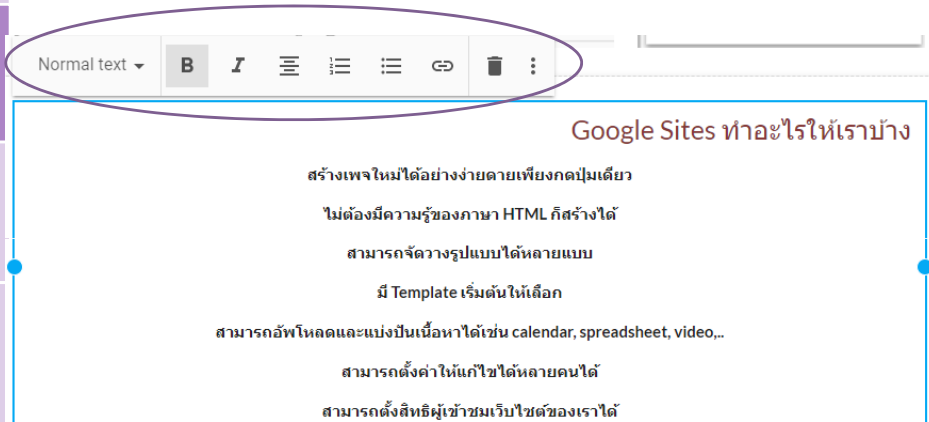 Normal text
B I
Google Sites ทำอะไรให้เราบ้าง
สร้างเพจใหม่ได้อย่างง่ายดายเพียงกดปุ่มเดียว
ไม่ต้องมีความรู้ของภาษา HTML ก็สร้างได้
สามารถจัดวางรูปแบบได้หลายแบบ
มี Template เริ่มต้นให้เลือก
สามารถอัพโหลดและแบ่งปันเนื้อหาได้เช่น calendar, spreadsheet, video,..
สามารถตั้งค่าให้แก้ไขได้หลายคนได้
สามารถตั้งสิทธิผู้เข้าชมเว็บไซต์ของเราได้